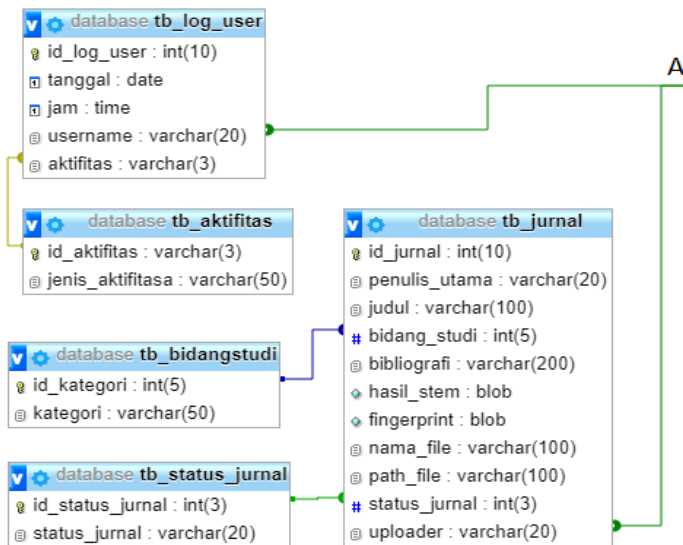 database tb_log_user
id_log_user : int(10)
tanggal : date
jam : time
username : varchar(20)
aktifitas : varchar(3)
A
database tb_aktifitas
id_aktifitas : varchar(3)
jenis_aktifitasa : varchar(50)
database tb_jurnal
id_jurnal : int(10)
penulis_utama : varchar(20)
judul : varchar(100)
# bidang_studi : int(5)
bibliografi : varchar(200)
hasil_stem : blob
fingerprint : blob
nama_file : varchar(100)
path_file : varchar(100)
# status_jurnal : int(3)
uploader : varchar(20)
database tb_bidangstudi
id_kategori : int(5)
kategori : varchar(50)
database tb_status_jurnal
id_status_jurnal : int(3)
status_jurnal : varchar(20)